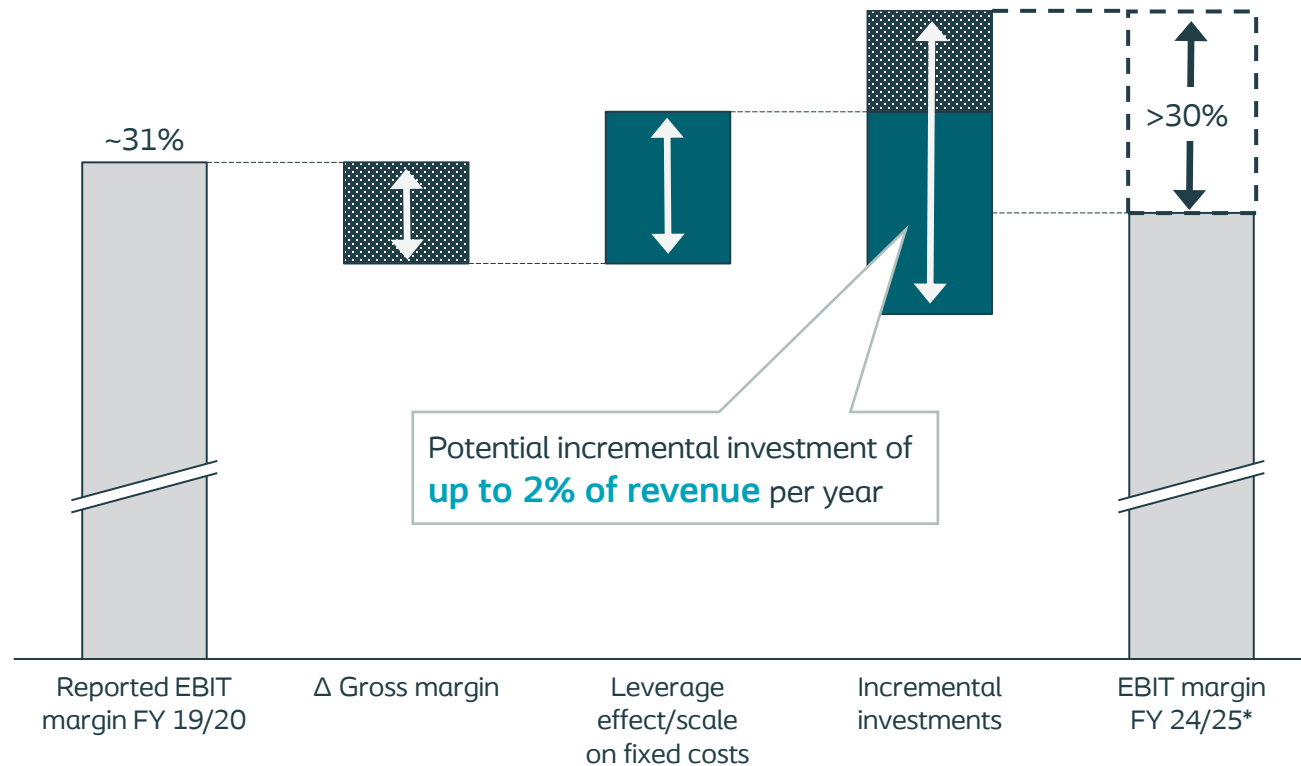 ~31%
>30%
Potential incremental investment of
up to 2% of revenue per year
Reported EBIT
margin FY 19/20
Δ Gross margin
Leverage
effect/scale
on fixed costs
Incremental
investments
EBIT margin
FY 24/25*